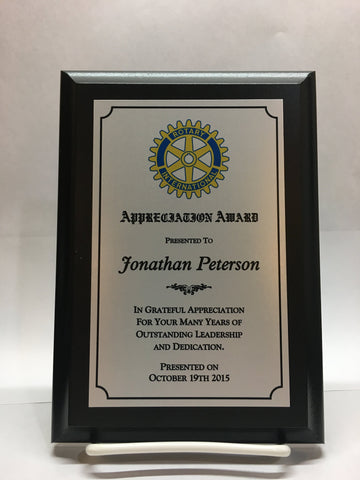 ROTARY
INTERNATIONAL
APPRECIATION AWARD
PRESENTED TO
Jonathan Peterson
IN GRATEFUL APPRECIATION
FOR YOUR MANY YEARS OF
OUTSTANDING LEADERSHIP
AND DEDICATION.
PRESENTED ON
OCTOBER 19TH 2015